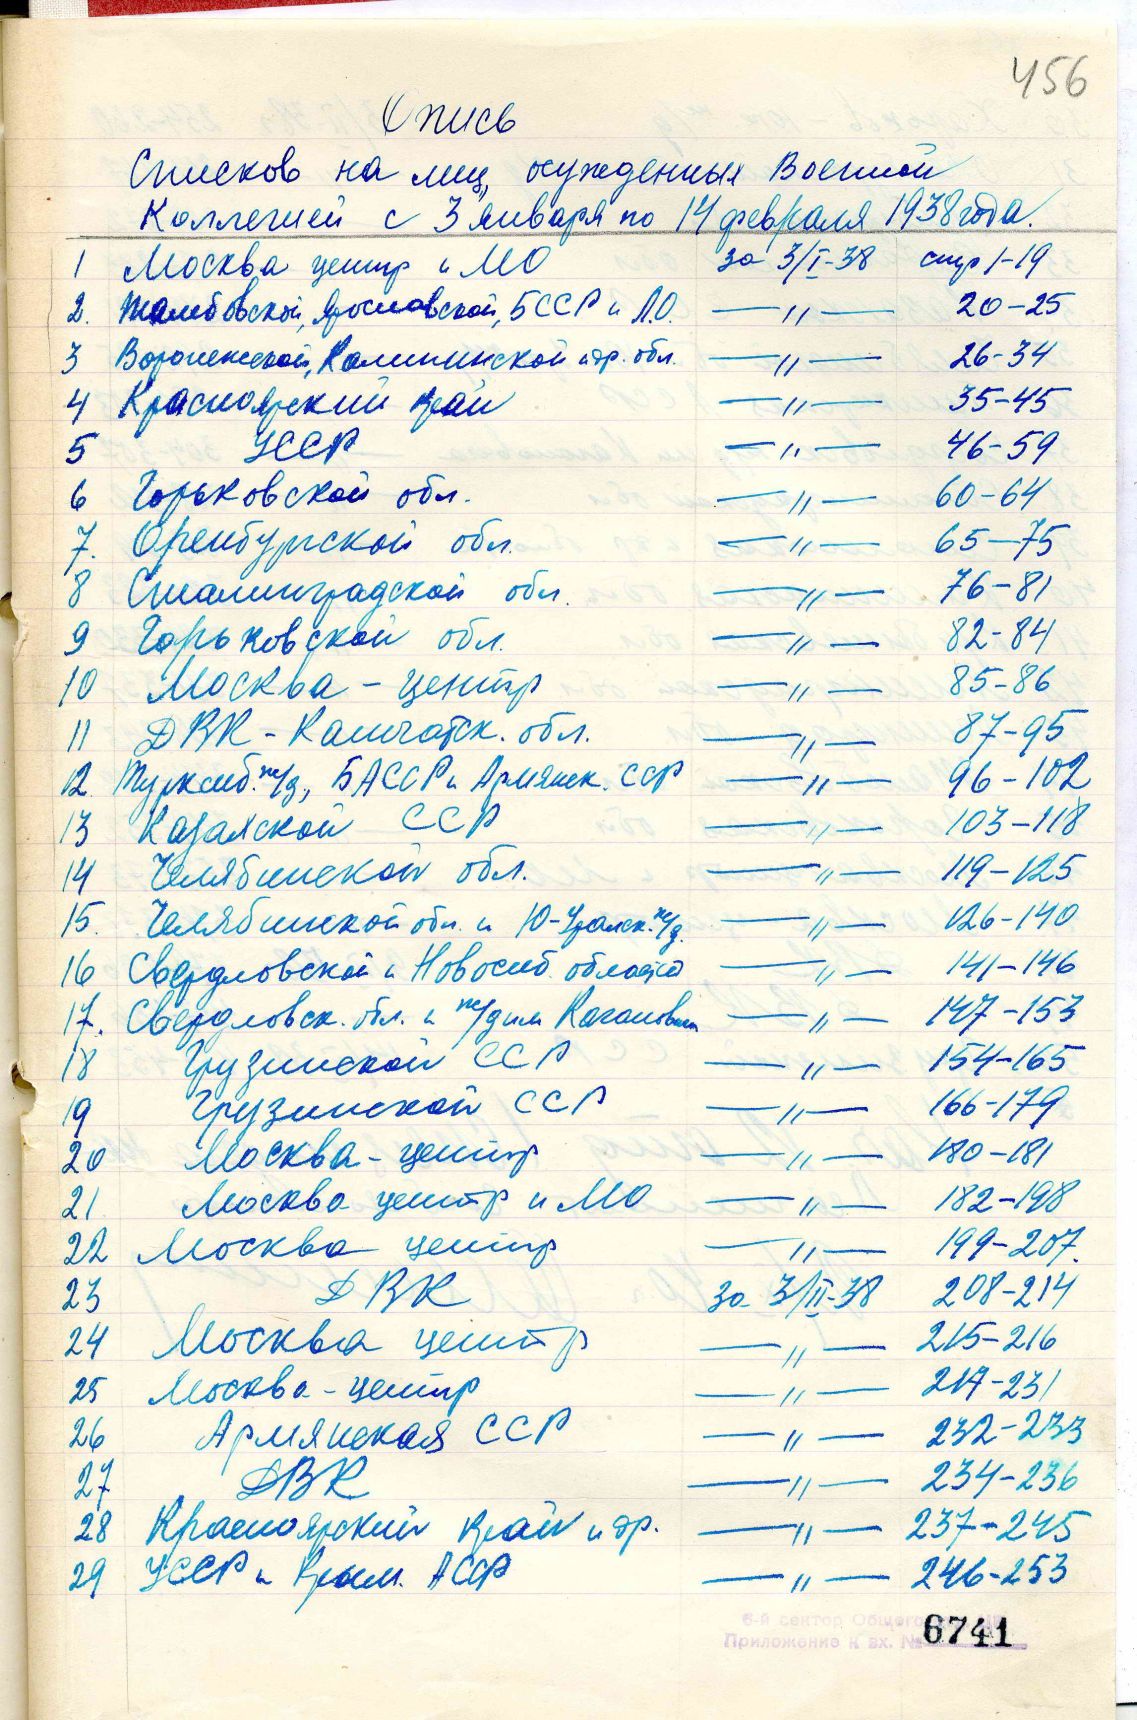 456
Опись
Списков на лиц, осужденных Военной
Коллегией с 3 января по 14 февраля 1938 года.
1 Москва центр и МО за 3/I-38 стр 1-19
2. Тамбовской, Ярославской, БССР и Л.О. —〃— 20-25
3 Воронежской, Калининской и др. обл. —〃— 26-34
4 Красноярский край —〃— 35-45
5 УССР —〃— 46-59
6 Горьковской обл. —〃— 60-64
7. Оренбургской обл. —〃— 65-75
8 Сталинградской обл. —〃— 76-81
9 Горьковской обл. —〃— 82-84
10 Москва - центр —〃— 85-86
11 ДВК - Камчатск. обл. —〃— 87-95
12. Турксиб. ж/д, БАССР и Армянск. ССР —〃— 96-102
13 Казахской ССР —〃— 103-118
14 Челябинской обл. —〃— 119-125
15. Челябинской обл. и Ю-Уральск. ж/д. —〃— 126-140
16 Свердловской и Новосиб. областей —〃— 141-146
17. Свердловск. обл. и ж/д им Кагановича —〃— 147-153
18 Грузинской ССР —〃— 154-165
19 Грузинской ССР —〃— 166-179
20 Москва - центр —〃— 180-181
21. Москва центр и МО —〃— 182-198
22 Москва центр —〃— 199-207.
23 ДВК за 3/II-38 208-214
24 Москва центр —〃— 215-216
25 Москва - центр —〃— 217-231
26 Армянская ССР —〃— 232-233
27 ДВК —〃— 234-236
28 Красноярский край и др. —〃— 237-245
29 УССР и Крым. АССР —〃— 246-253
6-й сектор Общего
Приложение к вх. № 6741